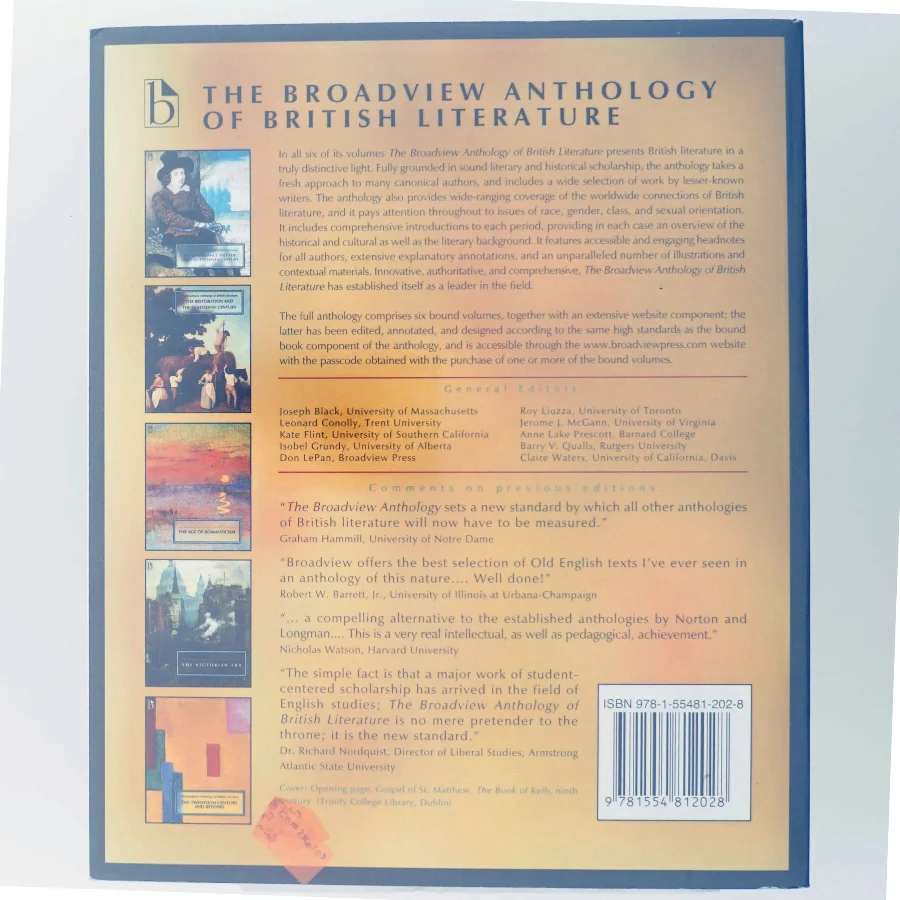 b
THE BROADVIEW ANTHOLOGY
OF BRITISH LITERATURE
In all six of its volumes The Broadview Anthology of British Literature presents British literature in a
truly distinctive light. Fully grounded in sound literary and historical scholarship, the anthology takes a
fresh approach to many canonical authors, and includes a wide selection of work by lesser-known
writers. The anthology also provides wide-ranging coverage of the worldwide connections of British
literature, and it pays attention throughout to issues of race, gender, class, and sexual orientation.
It includes comprehensive introductions to each period, providing in each case an overview of the
historical and cultural as well as the literary background. It features accessible and engaging headnotes
for all authors, extensive explanatory annotations, and an unparalleled number of illustrations and
contextual materials. Innovative, authoritative, and comprehensive, The Broadview Anthology of British
Literature has established itself as a leader in the field.
The full anthology comprises six bound volumes, together with an extensive website component; the
latter has been edited, annotated, and designed according to the same high standards as the bound
book component of the anthology, and is accessible through the www.broadviewpress.com website
with the passcode obtained with the purchase of one or more of the bound volumes.
General Editors:
Joseph Black, University of Massachusetts
Leonard Conolly, Trent University
Kate Flint, University of Southern California
Isobel Grundy, University of Alberta
Don LePan, Broadview Press
Roy Liuzza, University of Toronto
Jerome J. McGann, University of Virginia
Anne Lake Prescott, Barnard College
Barry V. Qualls, Rutgers University
Claire Waters, University of California, Davis
Comments on previous editions:
"The Broadview Anthology sets a new standard by which all other anthologies
of British literature will now have to be measured."
Graham Hammill, University of Notre Dame
"Broadview offers the best selection of Old English texts I've ever seen in
an anthology of this nature.... Well done!"
Robert W. Barrett, Jr., University of Illinois at Urbana-Champaign
"... a compelling alternative to the established anthologies by Norton and
Longman.... This is a very real intellectual, as well as pedagogical, achievement."
Nicholas Watson, Harvard University
"The simple fact is that a major work of student-
centered scholarship has arrived in the field of
English studies; The Broadview Anthology of
British Literature is no mere pretender to the
throne; it is the new standard."
Dr. Richard Nordquist, Director of Liberal Studies, Armstrong
Atlantic State University
Cover: Opening page, Gospel of St. Matthew, The Book of Kells, ninth
century (Trinity College Library, Dublin)
THE RESTORATION AND
THE EIGHTEENTH CENTURY
THE AGE OF ROMANTICISM
THE VICTORIAN ERA
THE TWENTIETH CENTURY
AND BEYOND
ISBN 978-1-55481-202-8
9 781554 812028